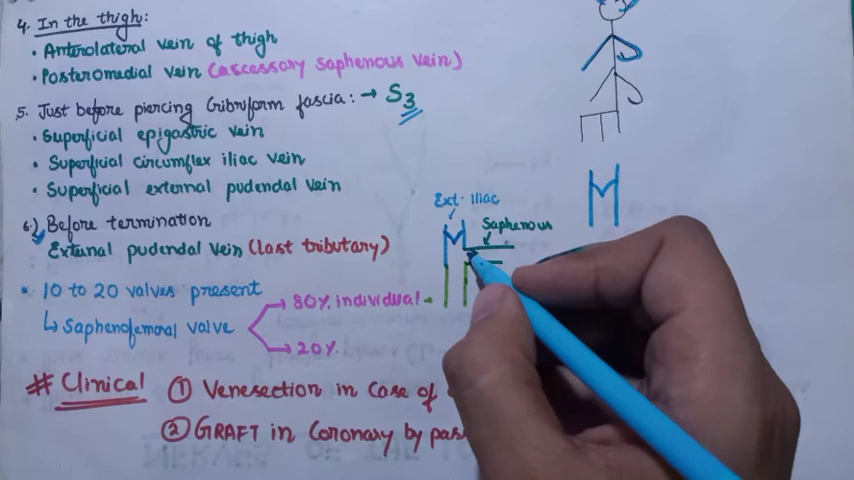 4. In the thigh:
• Anterolateral vein of thigh
• Posteromedial vein (accessory saphenous vein)
5. Just before piercing Cribriform fascia: → S3
• Superficial epigastric vein
• Superficial circumflex iliac vein
• Superficial external pudendal vein
6.) Before termination
External pudendal vein (last tributary)
Ext. Iliac
Saphenous
• 10 to 20 valves present
↳ Saphenofemoral valve
→ 80% individual
→ 20%
# Clinical ① Venesection in Case of
② GRAFT in Coronary by pas